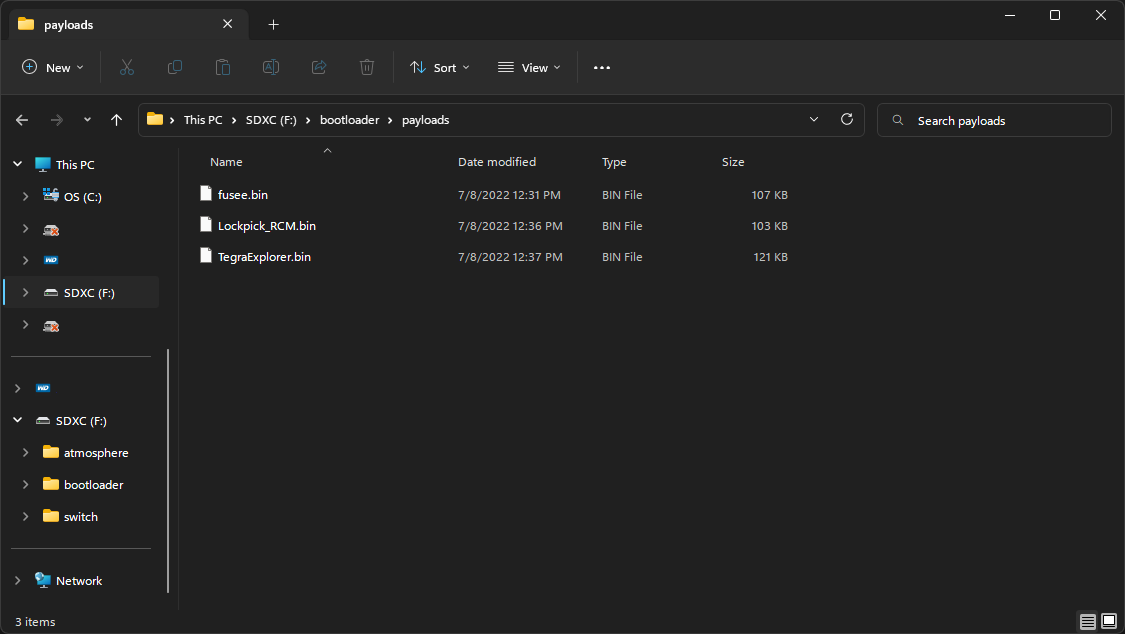 payloads
New
Sort
View
This PC > SDXC (F:) > bootloader > payloads
Search payloads
Name Date modified Type Size
fusee.bin 7/8/2022 12:31 PM BIN File 107 KB
Lockpick_RCM.bin 7/8/2022 12:36 PM BIN File 103 KB
TegraExplorer.bin 7/8/2022 12:37 PM BIN File 121 KB
This PC
OS (C:)
WD
SDXC (F:)
WD
SDXC (F:)
atmosphere
bootloader
switch
Network
3 items